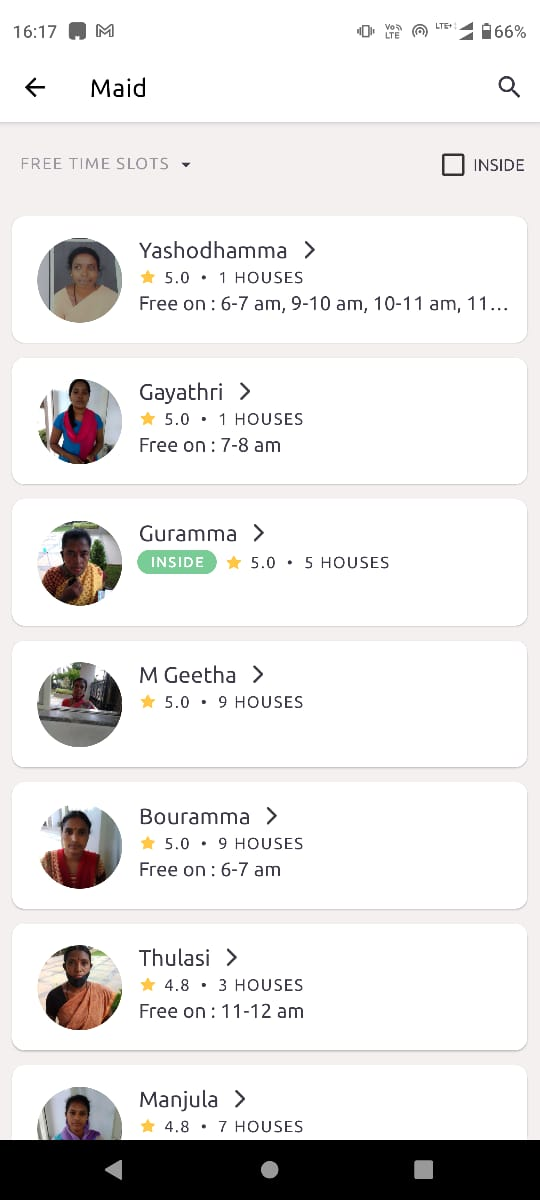 16:17 Vo LTE LTE+ 66%
Maid
FREE TIME SLOTS INSIDE
Yashodhamma
5.0 • 1 HOUSES
Free on : 6-7 am, 9-10 am, 10-11 am, 11...
Gayathri
5.0 • 1 HOUSES
Free on : 7-8 am
Guramma
INSIDE 5.0 • 5 HOUSES
M Geetha
5.0 • 9 HOUSES
Bouramma
5.0 • 9 HOUSES
Free on : 6-7 am
Thulasi
4.8 • 3 HOUSES
Free on : 11-12 am
Manjula
4.8 • 7 HOUSES